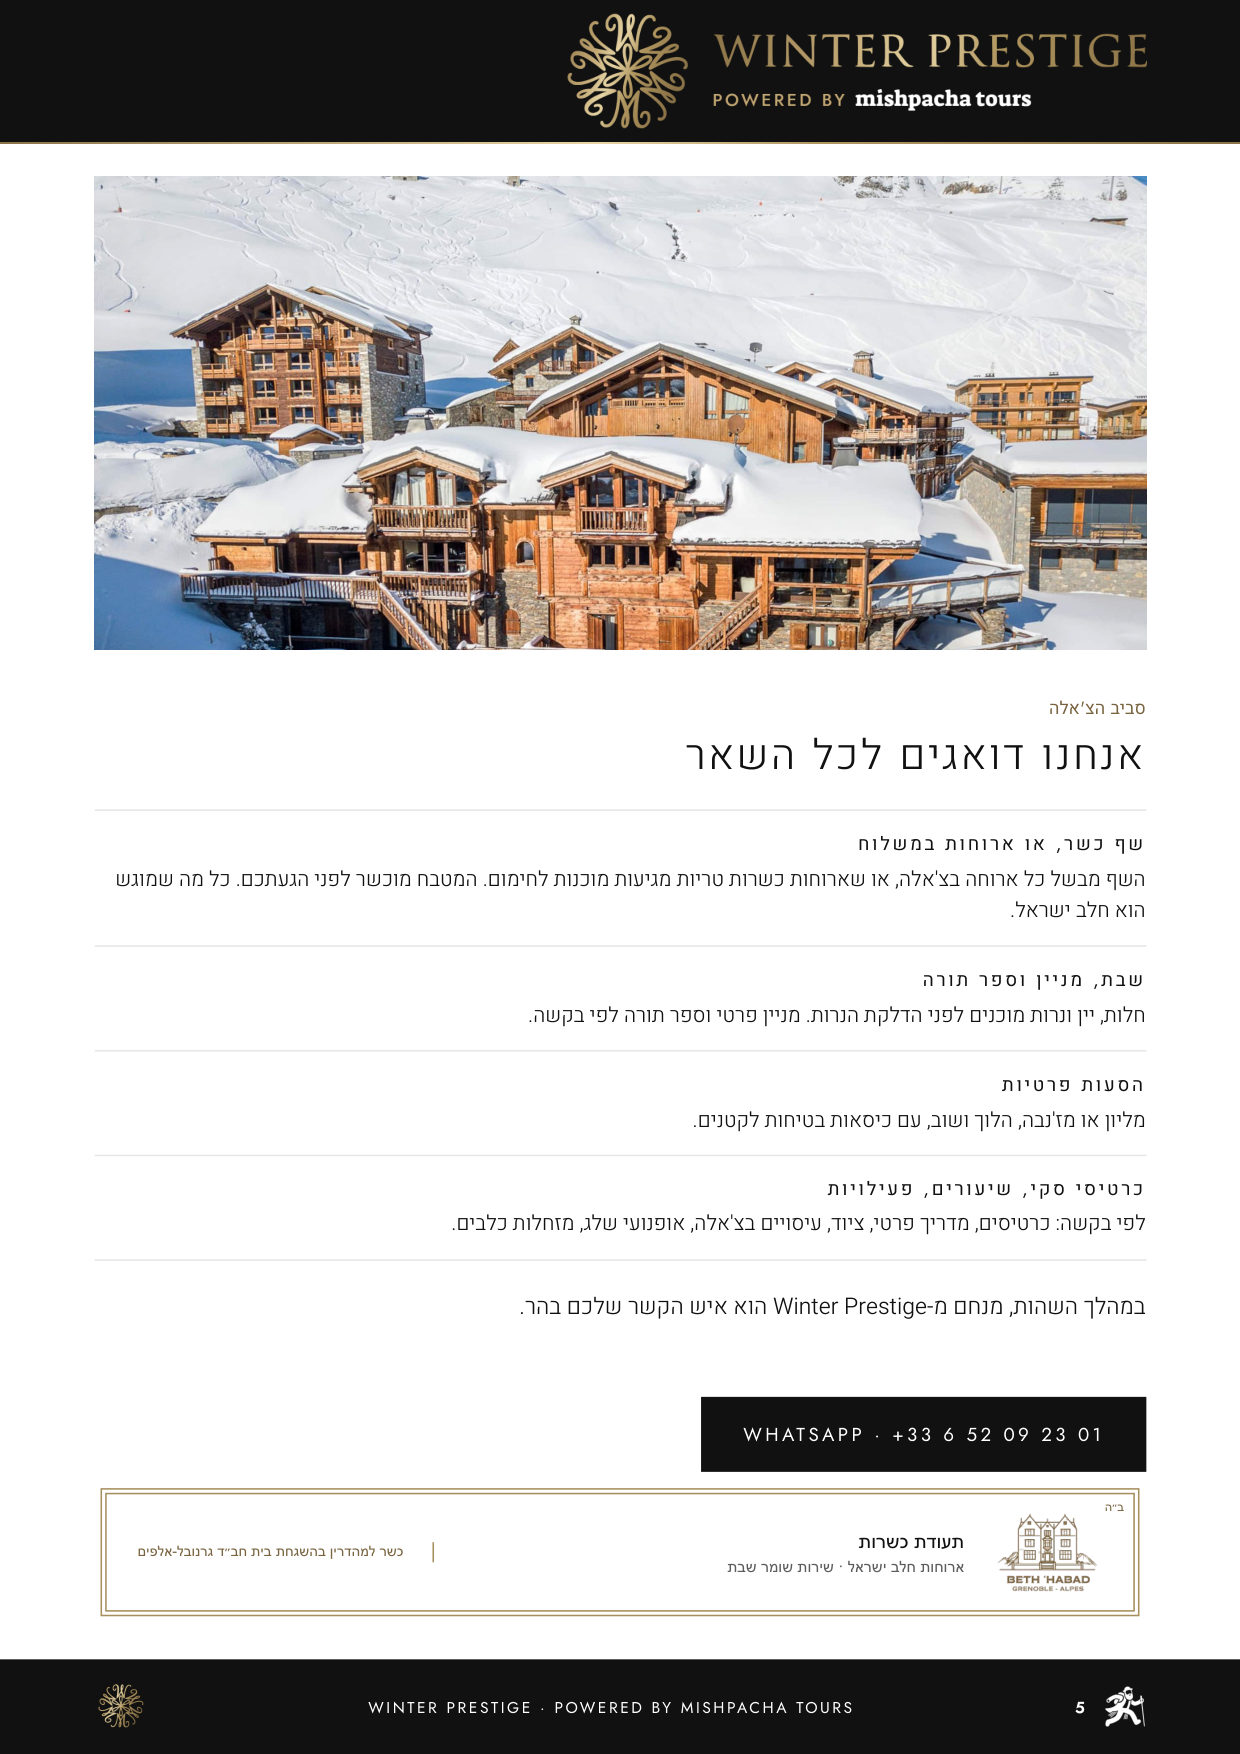 WINTER PRESTIGE
POWERED BY mishpacha tours
סביב הצ'אלה
אנחנו דואגים לכל השאר
שף כשר, או ארוחות במשלוח
השף מבשל כל ארוחה בצ'אלה, או שארוחות כשרות טריות מגיעות מוכנות לחימום. המטבח מוכשר לפני הגעתכם. כל מה שמוגש
הוא חלב ישראל.
שבת, מניין וספר תורה
חלות, יין ונרות מוכנים לפני הדלקת הנרות. מניין פרטי וספר תורה לפי בקשה.
הסעות פרטיות
מליון או מז'נבה, הלוך ושוב, עם כיסאות בטיחות לקטנים.
כרטיסי סקי, שיעורים, פעילויות
לפי בקשה: כרטיסים, מדריך פרטי, ציוד, עיסויים בצ'אלה, אופנועי שלג, מזחלות כלבים.
במהלך השהות, מנחם מ-Winter Prestige הוא איש הקשר שלכם בהר.
WHATSAPP · +33 6 52 09 23 01
ב״ה
BETH 'HABAD
GRENOBLE - ALPES
תעודת כשרות
ארוחות חלב ישראל · שירות שומר שבת
כשר למהדרין בהשגחת בית חב״ד גרנובל-אלפים
5
WINTER PRESTIGE · POWERED BY MISHPACHA TOURS